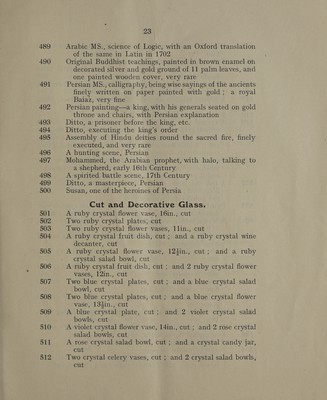 23
489 Arabic MS., science of Logic, with an Oxford translation
of the same in Latin in 1702
490 Original Buddhist teachings, painted in brown enamel on
decorated silver and gold ground of 11 palm leaves, and
one painted wooden cover, very rare
491 Persian MS., calligraphy, being wise sayings of the ancients
finely written on paper painted with gold: a royal
Baiaz, very fine
492 Persian painting—a king, with his generals seated on gold
throne and chairs, with Persian explanation
493 Ditto, a prisoner before the king, etc.
494 Ditto, executing the king's order
495 Assembly of Hindu deities round the sacred fire, finely
executed, and very rare
496 A hunting scene, Persian
497 Mohammed, the Arabian prophet, with halo, talking to
a shepherd, early 16th Century
498 A spirited battle scene, 17th Century
499 Ditto, a masterpiece, Persian
500 Susan, one of the heroines of Persia
Cut and Decorative Glass.
501 A ruby crystal flower vase, 16in., cut
502 Two ruby crystal plates, cut
503 Two ruby crystal flower vases, 11in., cut
504 A ruby crystal fruit dish, cut; and a ruby crystal wine
decanter, cut
505 A ruby crystal flower vase, 12½in., cut; and a ruby
crystal salad bowl, cut
506 A ruby crystal fruit dish, cut; and 2 ruby crystal flower
vases, 12in., cut
507 Two blue crystal plates, cut; and a blue crystal salad
bowl, cut
508 Two blue crystal plates, cut; and a blue crystal flower
vase, 13½in., cut
509 A blue crystal plate, cut; and 2 violet crystal salad
bowls, cut
510 A violet crystal flower vase, 14in., cut; and 2 rose crystal
salad bowls, cut
511 A rose crystal salad bowl, cut; and a crystal candy jar,
cut
512 Two crystal celery vases, cut; and 2 crystal salad bowls,
cut